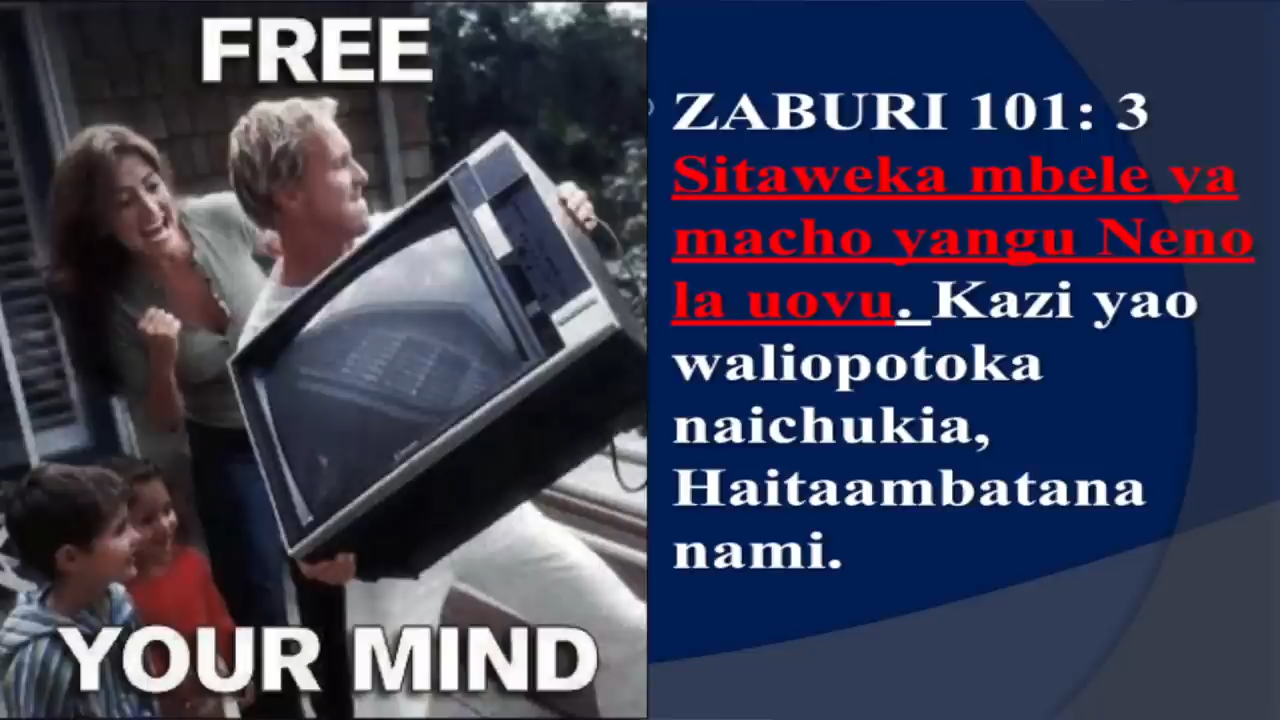 FREE
YOUR MIND
ZABURI 101: 3
Sitaweka mbele ya
macho yangu Neno
la uovu. Kazi yao
waliopotoka
naichukia,
Haitaambatana
nami.